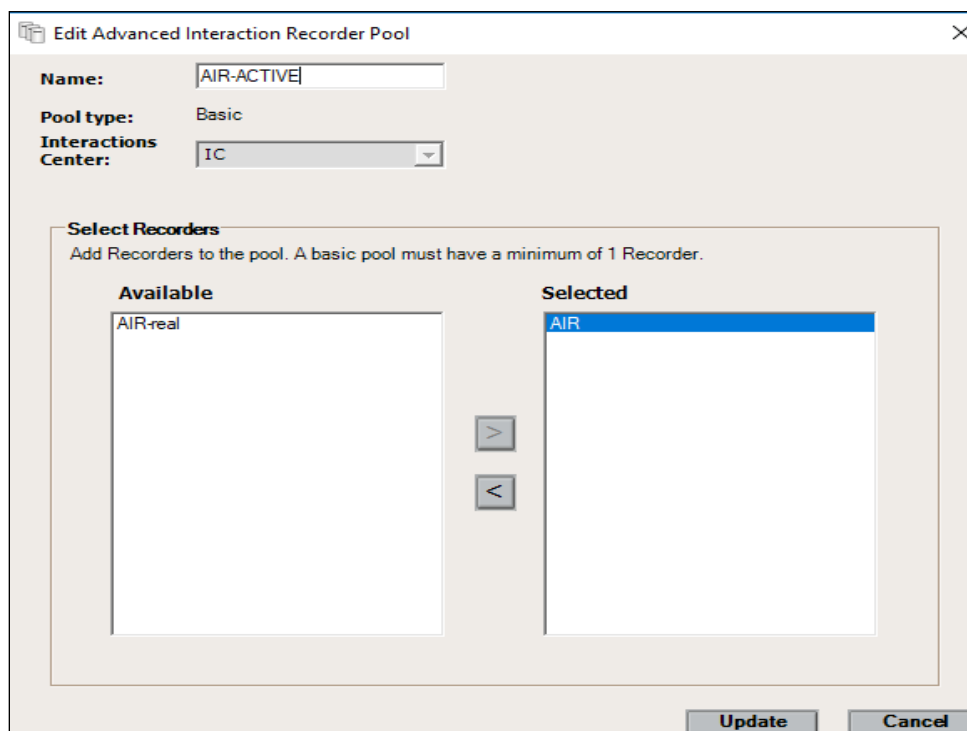 Edit Advanced Interaction Recorder Pool
Name: AIR-ACTIVE
Pool type: Basic
Interactions
Center: IC
Select Recorders
Add Recorders to the pool. A basic pool must have a minimum of 1 Recorder.
Available Selected
AIR-real AIR
>
<
Update Cancel